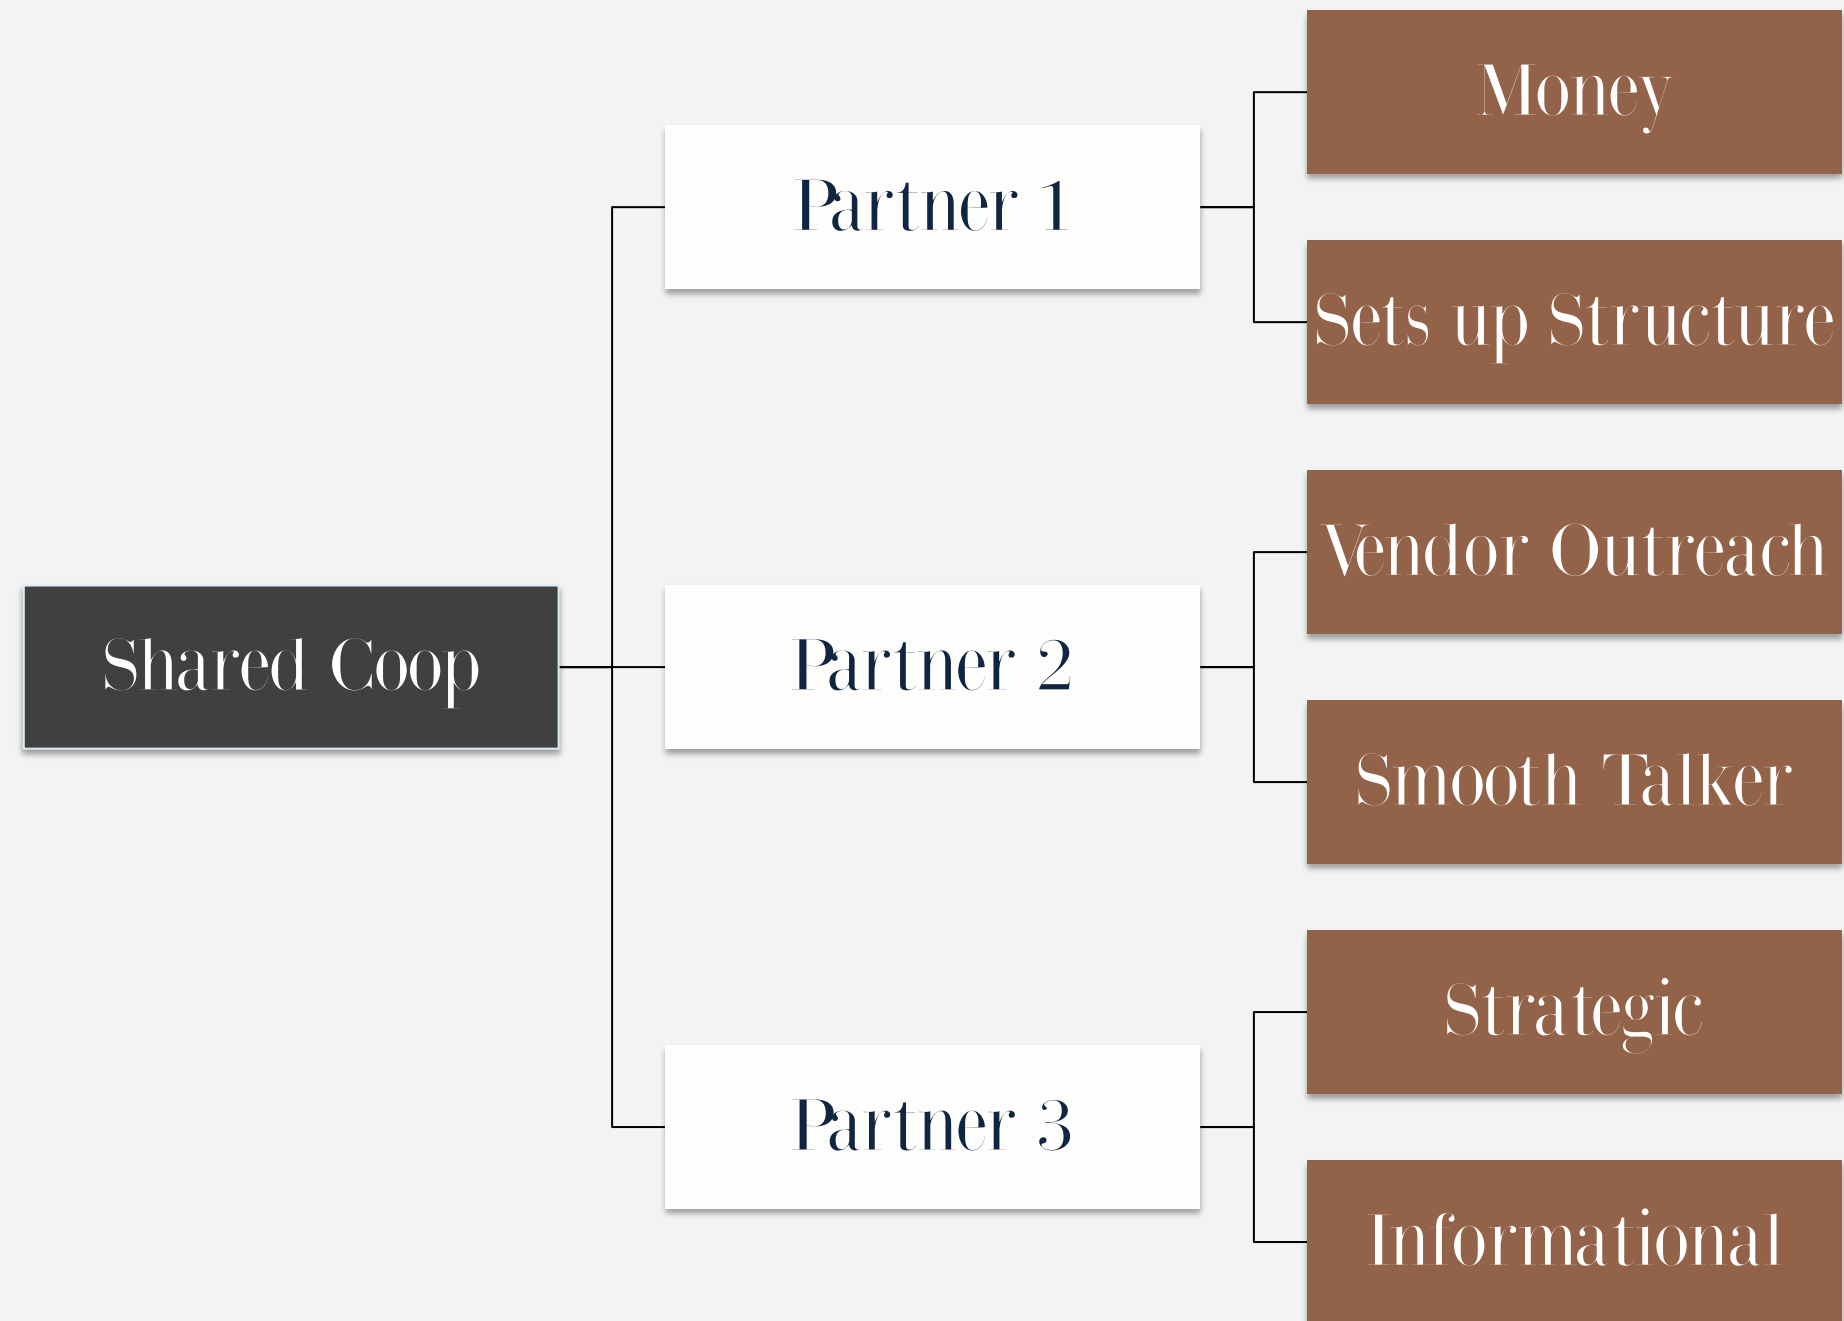 Shared Coop
Partner 1
Money
Sets up Structure
Partner 2
Vendor Outreach
Smooth Talker
Partner 3
Strategic
Informational